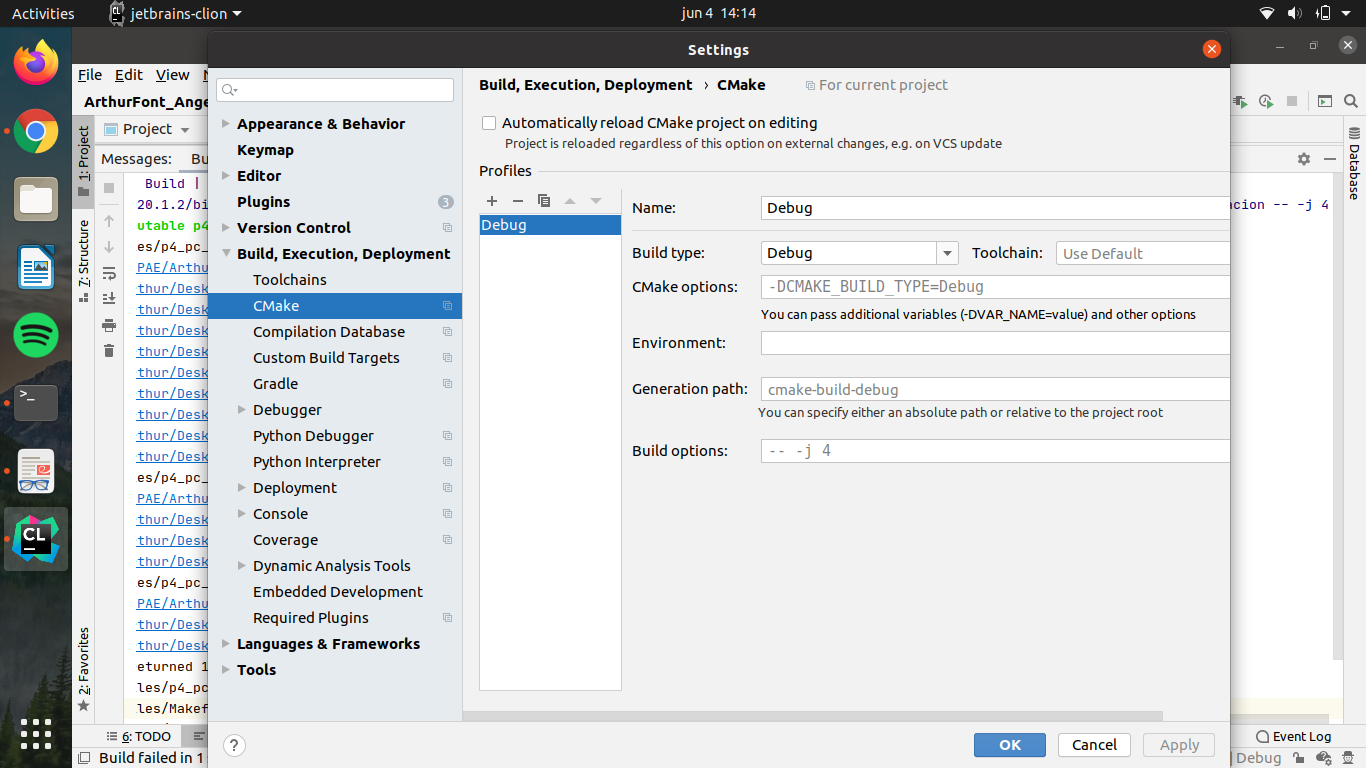 Activities
jetbrains-clion
jun 4 14:14
Settings
File Edit View
ArthurFont_Ange
Project
1: Project
Messages:
Build |
20.1.2/bi
utable p4
es/p4_pc_
PAE/Arthu
thur/Desk
thur/Desk
thur/Desk
thur/Desk
thur/Desk
thur/Desk
thur/Desk
thur/Desk
thur/Desk
es/p4_pc_
PAE/Arthu
thur/Desk
thur/Desk
thur/Desk
es/p4_pc_
PAE/Arthu
thur/Desk
thur/Desk
eturned 1
les/p4_pc
les/Makef
7: Structure
2: Favorites
6: TODO
Build failed in 1
Appearance & Behavior
Keymap
Editor
Plugins 3
Version Control
Build, Execution, Deployment
Toolchains
CMake
Compilation Database
Custom Build Targets
Gradle
Debugger
Python Debugger
Python Interpreter
Deployment
Console
Coverage
Dynamic Analysis Tools
Embedded Development
Required Plugins
Languages & Frameworks
Tools
?
Build, Execution, Deployment › CMake For current project
Automatically reload CMake project on editing
Project is reloaded regardless of this option on external changes, e.g. on VCS update
Profiles
Debug
Name: Debug
Build type: Debug Toolchain: Use Default
CMake options: -DCMAKE_BUILD_TYPE=Debug
You can pass additional variables (-DVAR_NAME=value) and other options
Environment:
Generation path: cmake-build-debug
You can specify either an absolute path or relative to the project root
Build options: -- -j 4
OK Cancel Apply
Database
acion -- -j 4
Event Log
Debug
CL
>_